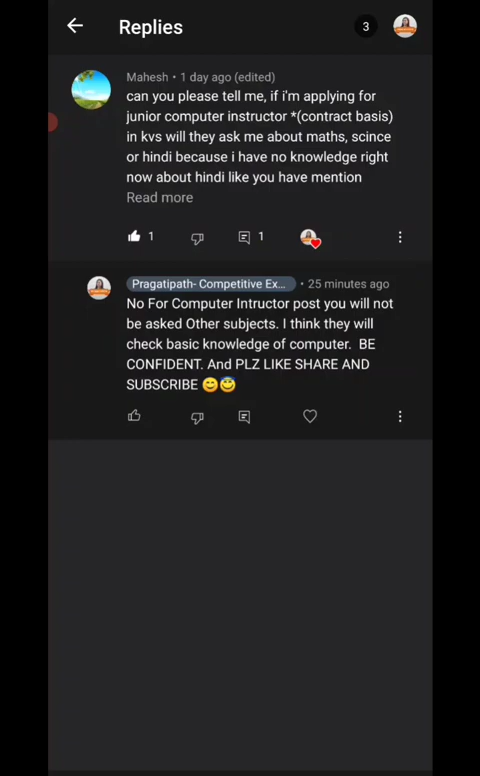 Replies
3
Mahesh • 1 day ago (edited)
can you please tell me, if i'm applying for
junior computer instructor *(contract basis)
in kvs will they ask me about maths, scince
or hindi because i have no knowledge right
now about hindi like you have mention
Read more
1
1
Pragatipath- Competitive Ex... • 25 minutes ago
No For Computer Intructor post you will not
be asked Other subjects. I think they will
check basic knowledge of computer. BE
CONFIDENT. And PLZ LIKE SHARE AND
SUBSCRIBE 😊😇